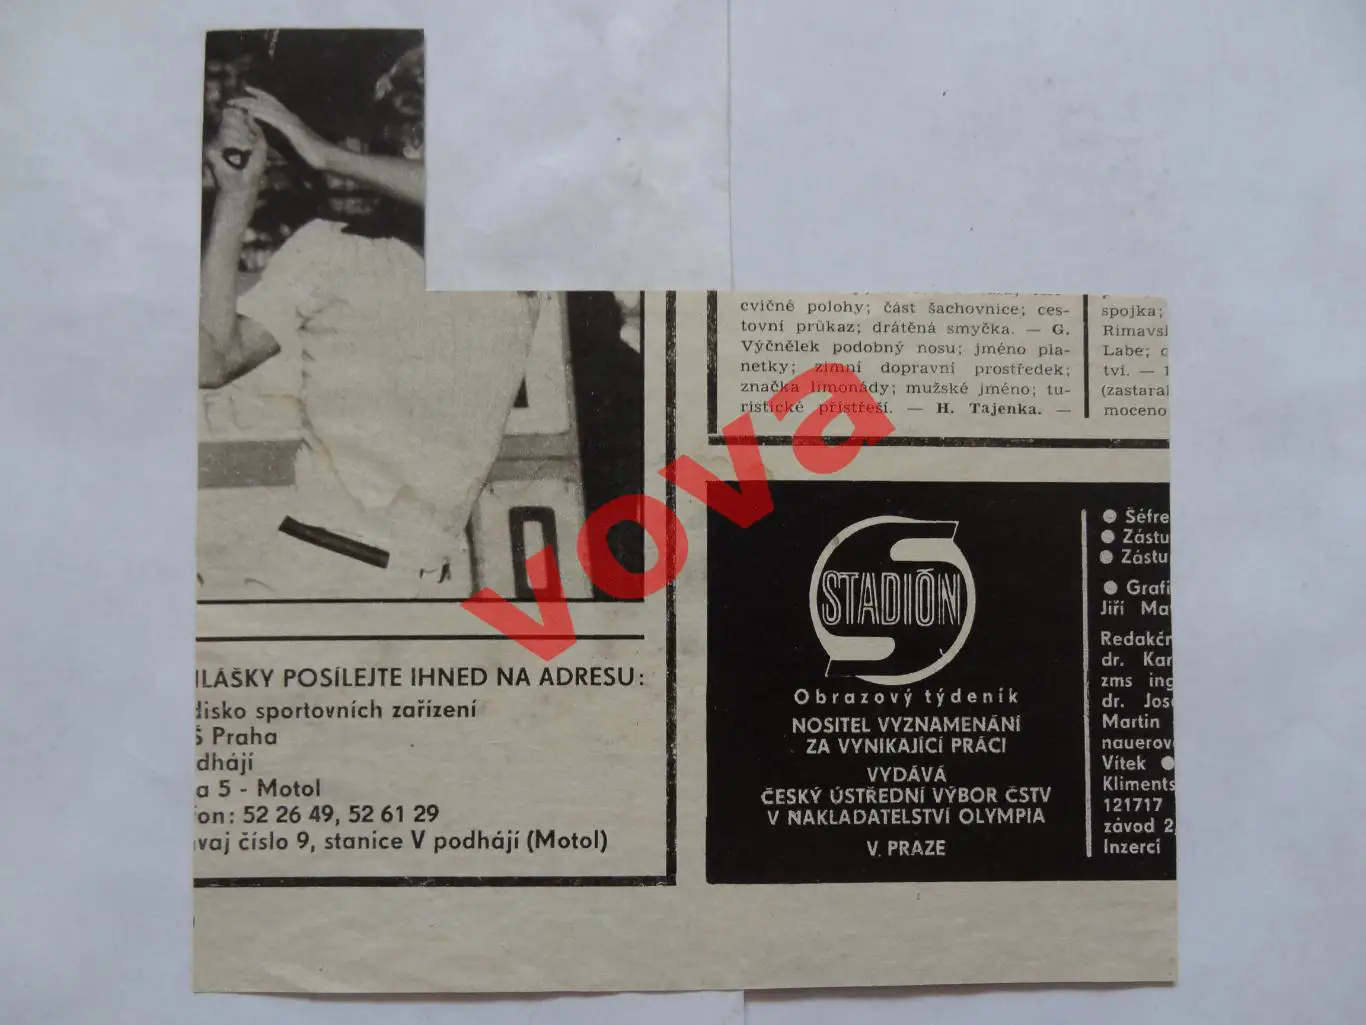 cvičné polohy; část šachovnice; ces-
tovní průkaz; drátěná smyčka. — G.
Výčnělek podobný nosu; jméno pla-
netky; zimní dopravní prostředek;
značka limonády; mužské jméno; tu-
ristické přístřeší. — H. Tajenka. —
spojka;
Rimavsk
Labe;
tví. —
(zastaral
moceno
HLÁŠKY POSÍLEJTE IHNED NA ADRESU:
disko sportovních zařízení
Š Praha
dhájí
a 5 - Motol
fon: 52 26 49, 52 61 29
vaj číslo 9, stanice V podhájí (Motol)
STADIÓN
Obrazový týdeník
NOSITEL VYZNAMENÁNÍ
ZA VYNIKAJÍCÍ PRÁCI
VYDÁVÁ
ČESKÝ ÚSTŘEDNÍ VÝBOR ČSTV
V NAKLADATELSTVÍ OLYMPIA
V PRAZE
● Šéfre
● Zástu
● Zástu
● Grafi
Jiří Ma
Redakčn
dr. Kar
zms ing
dr. Jos
Martin
nauerov
Vítek ●
Kliments
121717
závod 2,
Inzerci
vova